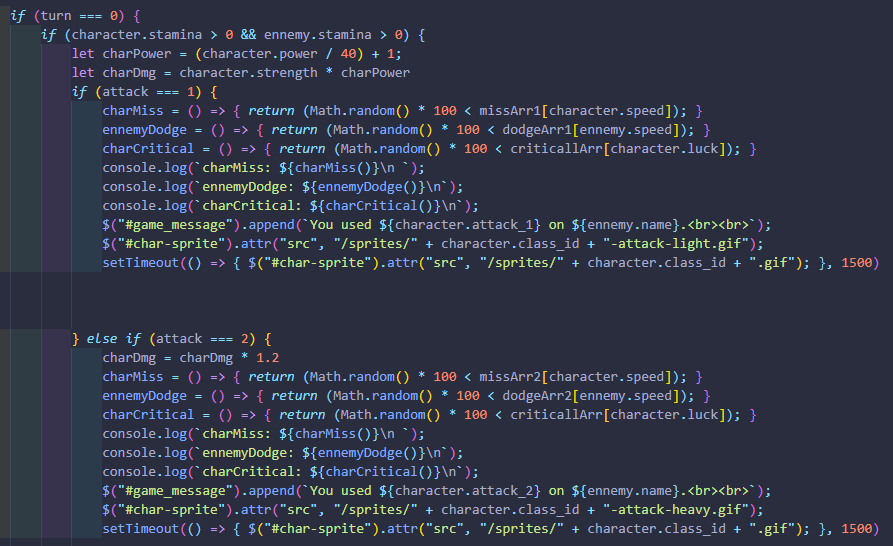 if (turn === 0) {
if (character.stamina > 0 && ennemy.stamina > 0) {
let charPower = (character.power / 40) + 1;
let charDmg = character.strength * charPower
if (attack === 1) {
charMiss = () => { return (Math.random() * 100 < missArr1[character.speed]); }
ennemyDodge = () => { return (Math.random() * 100 < dodgeArr1[ennemy.speed]); }
charCritical = () => { return (Math.random() * 100 < criticallArr[character.luck]); }
console.log(`charMiss: ${charMiss()}\n `);
console.log(`ennemyDodge: ${ennemyDodge()}\n`);
console.log(`charCritical: ${charCritical()}\n`);
$("#game_message").append(`You used ${character.attack_1} on ${ennemy.name}.<br><br>`);
$("#char-sprite").attr("src", "/sprites/" + character.class_id + "-attack-light.gif");
setTimeout(() => { $("#char-sprite").attr("src", "/sprites/" + character.class_id + ".gif"); }, 1500)
} else if (attack === 2) {
charDmg = charDmg * 1.2
charMiss = () => { return (Math.random() * 100 < missArr2[character.speed]); }
ennemyDodge = () => { return (Math.random() * 100 < dodgeArr2[ennemy.speed]); }
charCritical = () => { return (Math.random() * 100 < criticallArr[character.luck]); }
console.log(`charMiss: ${charMiss()}\n `);
console.log(`ennemyDodge: ${ennemyDodge()}\n`);
console.log(`charCritical: ${charCritical()}\n`);
$("#game_message").append(`You used ${character.attack_2} on ${ennemy.name}.<br><br>`);
$("#char-sprite").attr("src", "/sprites/" + character.class_id + "-attack-heavy.gif");
setTimeout(() => { $("#char-sprite").attr("src", "/sprites/" + character.class_id + ".gif"); }, 1500)